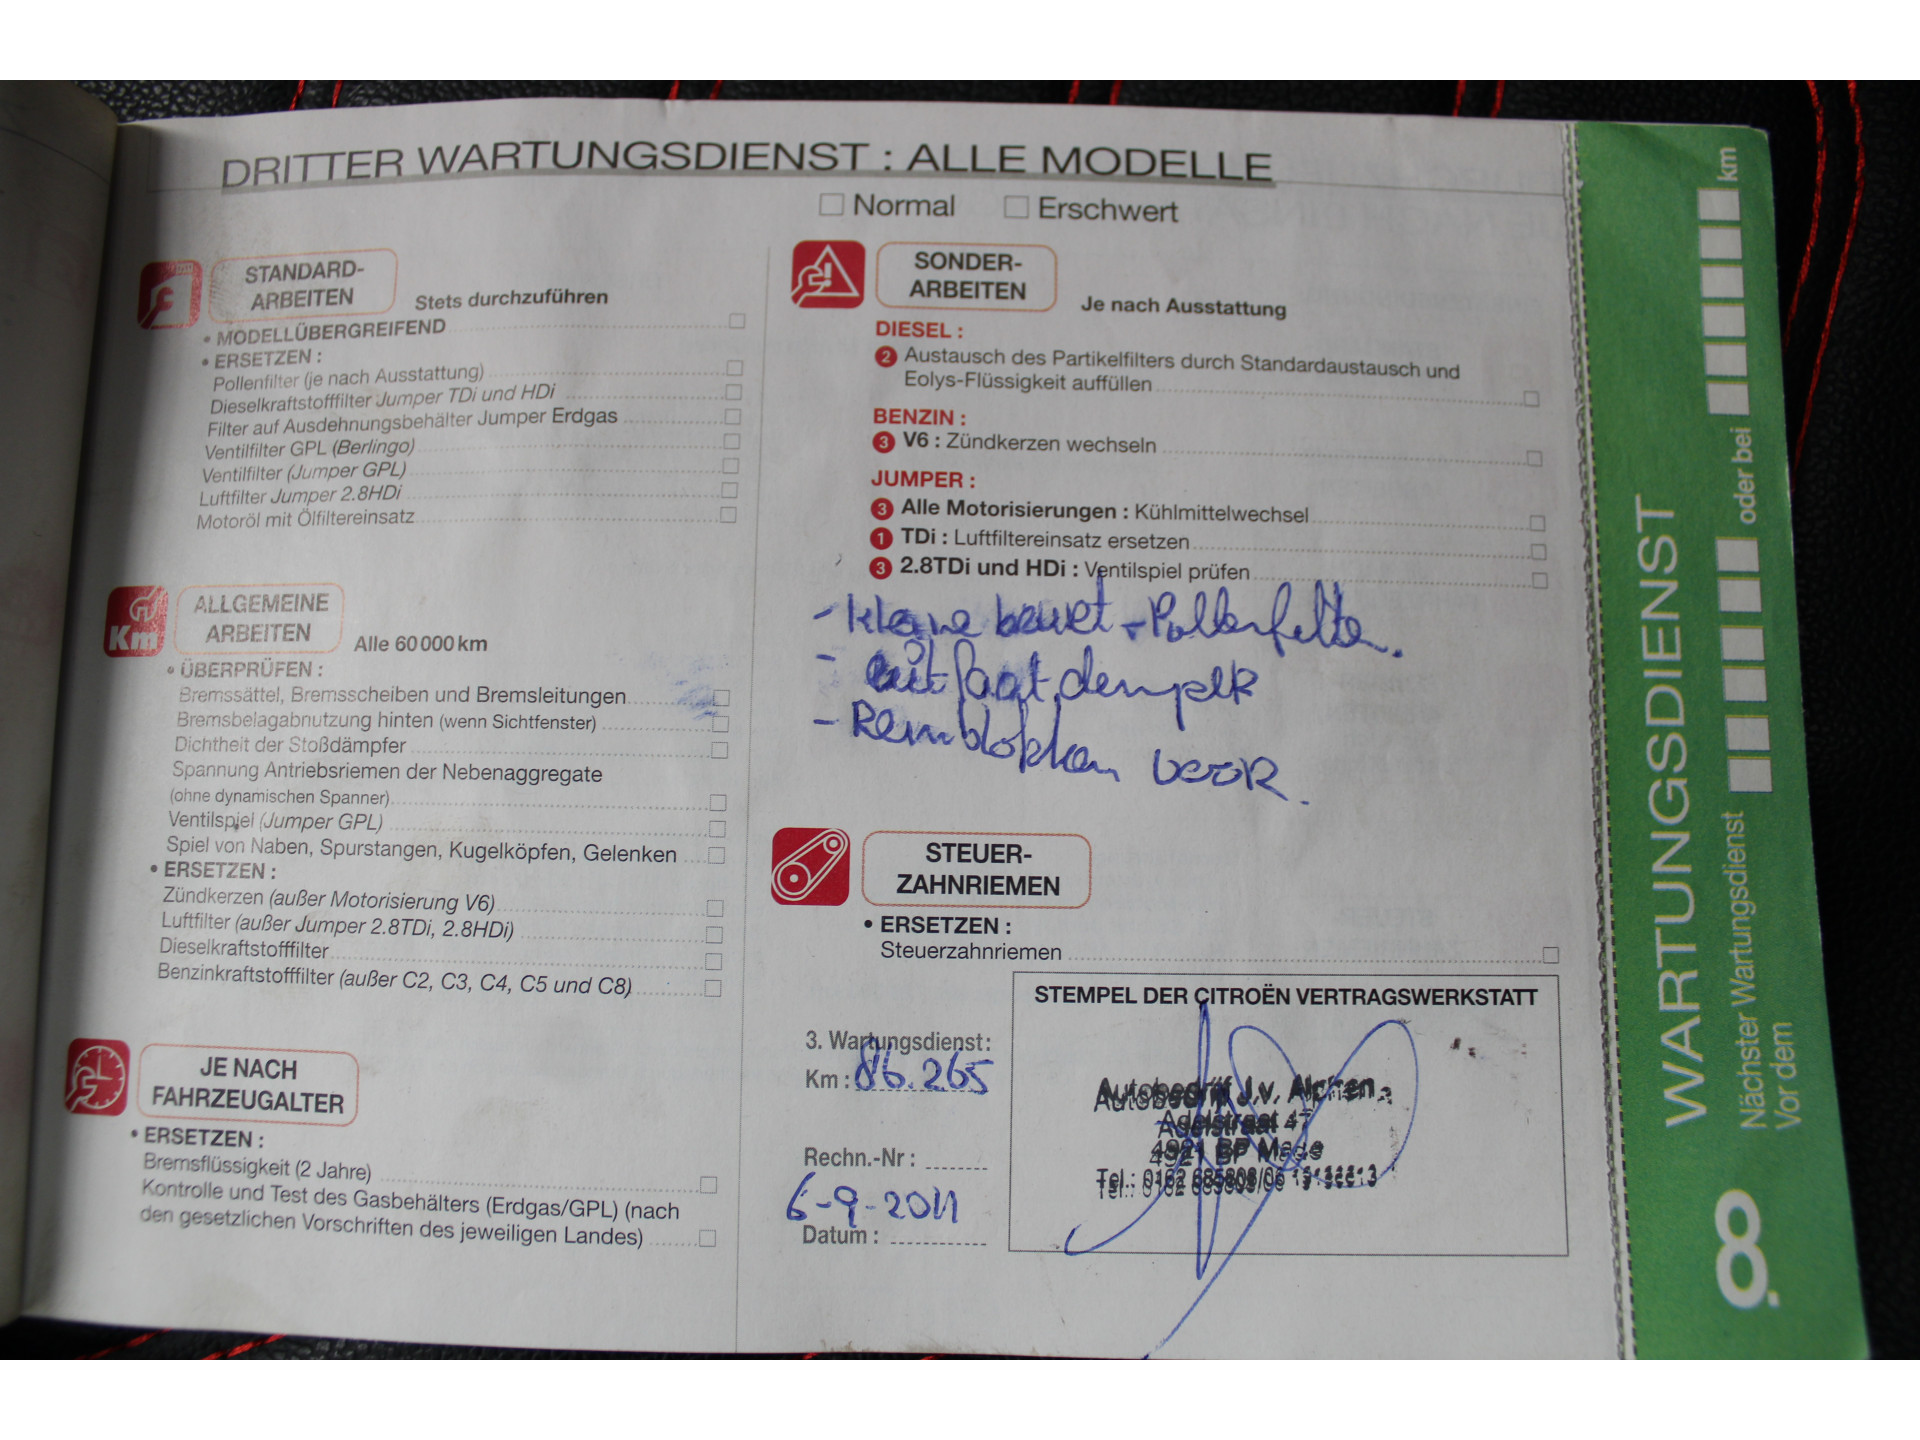 DRITTER WARTUNGSDIENST : ALLE MODELLE
Normal Erschwert
STANDARD-
ARBEITEN
Stets durchzuführen
• MODELLÜBERGREIFEND
• ERSETZEN :
Pollenfilter (je nach Ausstattung)
Dieselkraftstofffilter Jumper TDi und HDi
Filter auf Ausdehnungsbehälter Jumper Erdgas
Ventilfilter GPL (Berlingo)
Ventilfilter (Jumper GPL)
Luftfilter Jumper 2.8HDi
Motoröl mit Ölfiltereinsatz
Km
ALLGEMEINE
ARBEITEN
Alle 60 000 km
• ÜBERPRÜFEN :
Bremssättel, Bremsscheiben und Bremsleitungen
Bremsbelagabnutzung hinten (wenn Sichtfenster)
Dichtheit der Stoßdämpfer
Spannung Antriebsriemen der Nebenaggregate
(ohne dynamischen Spanner)
Ventilspiel (Jumper GPL)
Spiel von Naben, Spurstangen, Kugelköpfen, Gelenken
• ERSETZEN :
Zündkerzen (außer Motorisierung V6)
Luftfilter (außer Jumper 2.8TDi, 2.8HDi)
Dieselkraftstofffilter
Benzinkraftstofffilter (außer C2, C3, C4, C5 und C8)
JE NACH
FAHRZEUGALTER
• ERSETZEN :
Bremsflüssigkeit (2 Jahre)
Kontrolle und Test des Gasbehälters (Erdgas/GPL) (nach
den gesetzlichen Vorschriften des jeweiligen Landes)
SONDER-
ARBEITEN
Je nach Ausstattung
DIESEL :
2 Austausch des Partikelfilters durch Standardaustausch und
Eolys-Flüssigkeit auffüllen
BENZIN :
3 V6 : Zündkerzen wechseln
JUMPER :
3 Alle Motorisierungen : Kühlmittelwechsel
1 TDi : Luftfiltereinsatz ersetzen
3 2.8TDi und HDi : Ventilspiel prüfen
- kleine beurt - Pollenfilter.
- uitlaat demper
- Remblokken voor.
STEUER-
ZAHNRIEMEN
• ERSETZEN :
Steuerzahnriemen
STEMPEL DER CITROËN VERTRAGSWERKSTATT
3. Wartungsdienst:
Km : 86.265
Rechn.-Nr :
6-9-2011
Datum :
Autobedrijf J.v. Alphen
Adelstraat 47
4921 BP Made
Tel.: 0162 685808/06
WARTUNGSDIENST
Nächster Wartungsdienst
Vor dem oder bei km
8.